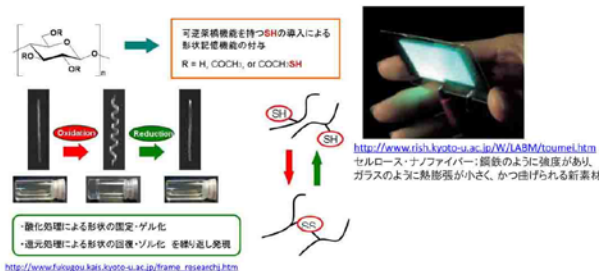 RO
OR
O
OR
O
n
可逆架橋機能を持つSHの導入による
形状記憶機能の付与
R = H, COCH₃, or COCH₂SH
Oxidation
Reduction
SH
SH
SS
・酸化処理による形状の固定・ゲル化
・還元処理による形状の回復・ゾル化 を繰り返し発現
http://www.fukugou.kais.kyoto-u.ac.jp/frame_researchj.htm
http://www.rish.kyoto-u.ac.jp/W/LABM/toumei.htm
セルロース・ナノファイバー：鋼鉄のように強度があり、
ガラスのように熱膨張が小さく、かつ曲げられる新素材